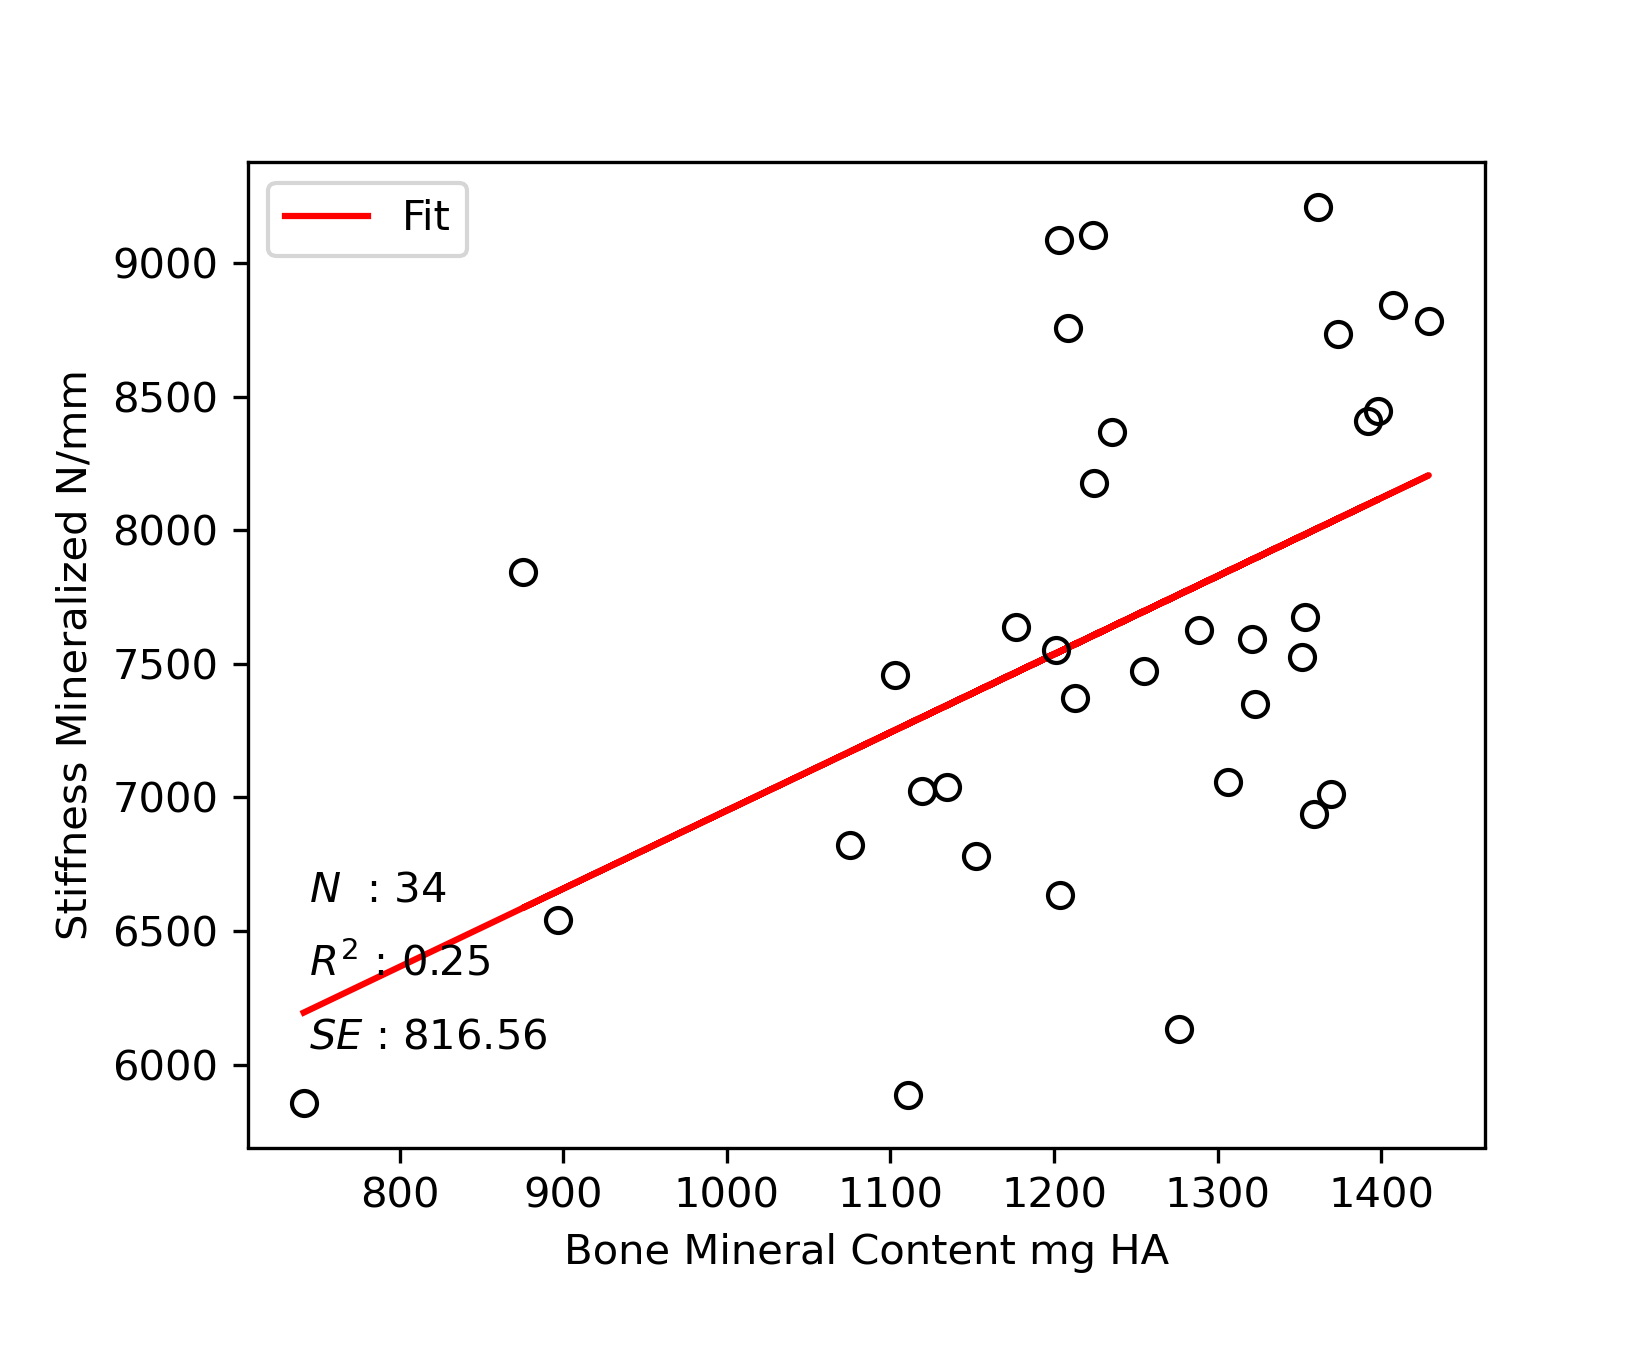 Fit
9000
8500
8000
7500
7000
6500
6000
Stiffness Mineralized N/mm
N : 34
R² : 0.25
SE : 816.56
800 900 1000 1100 1200 1300 1400
Bone Mineral Content mg HA